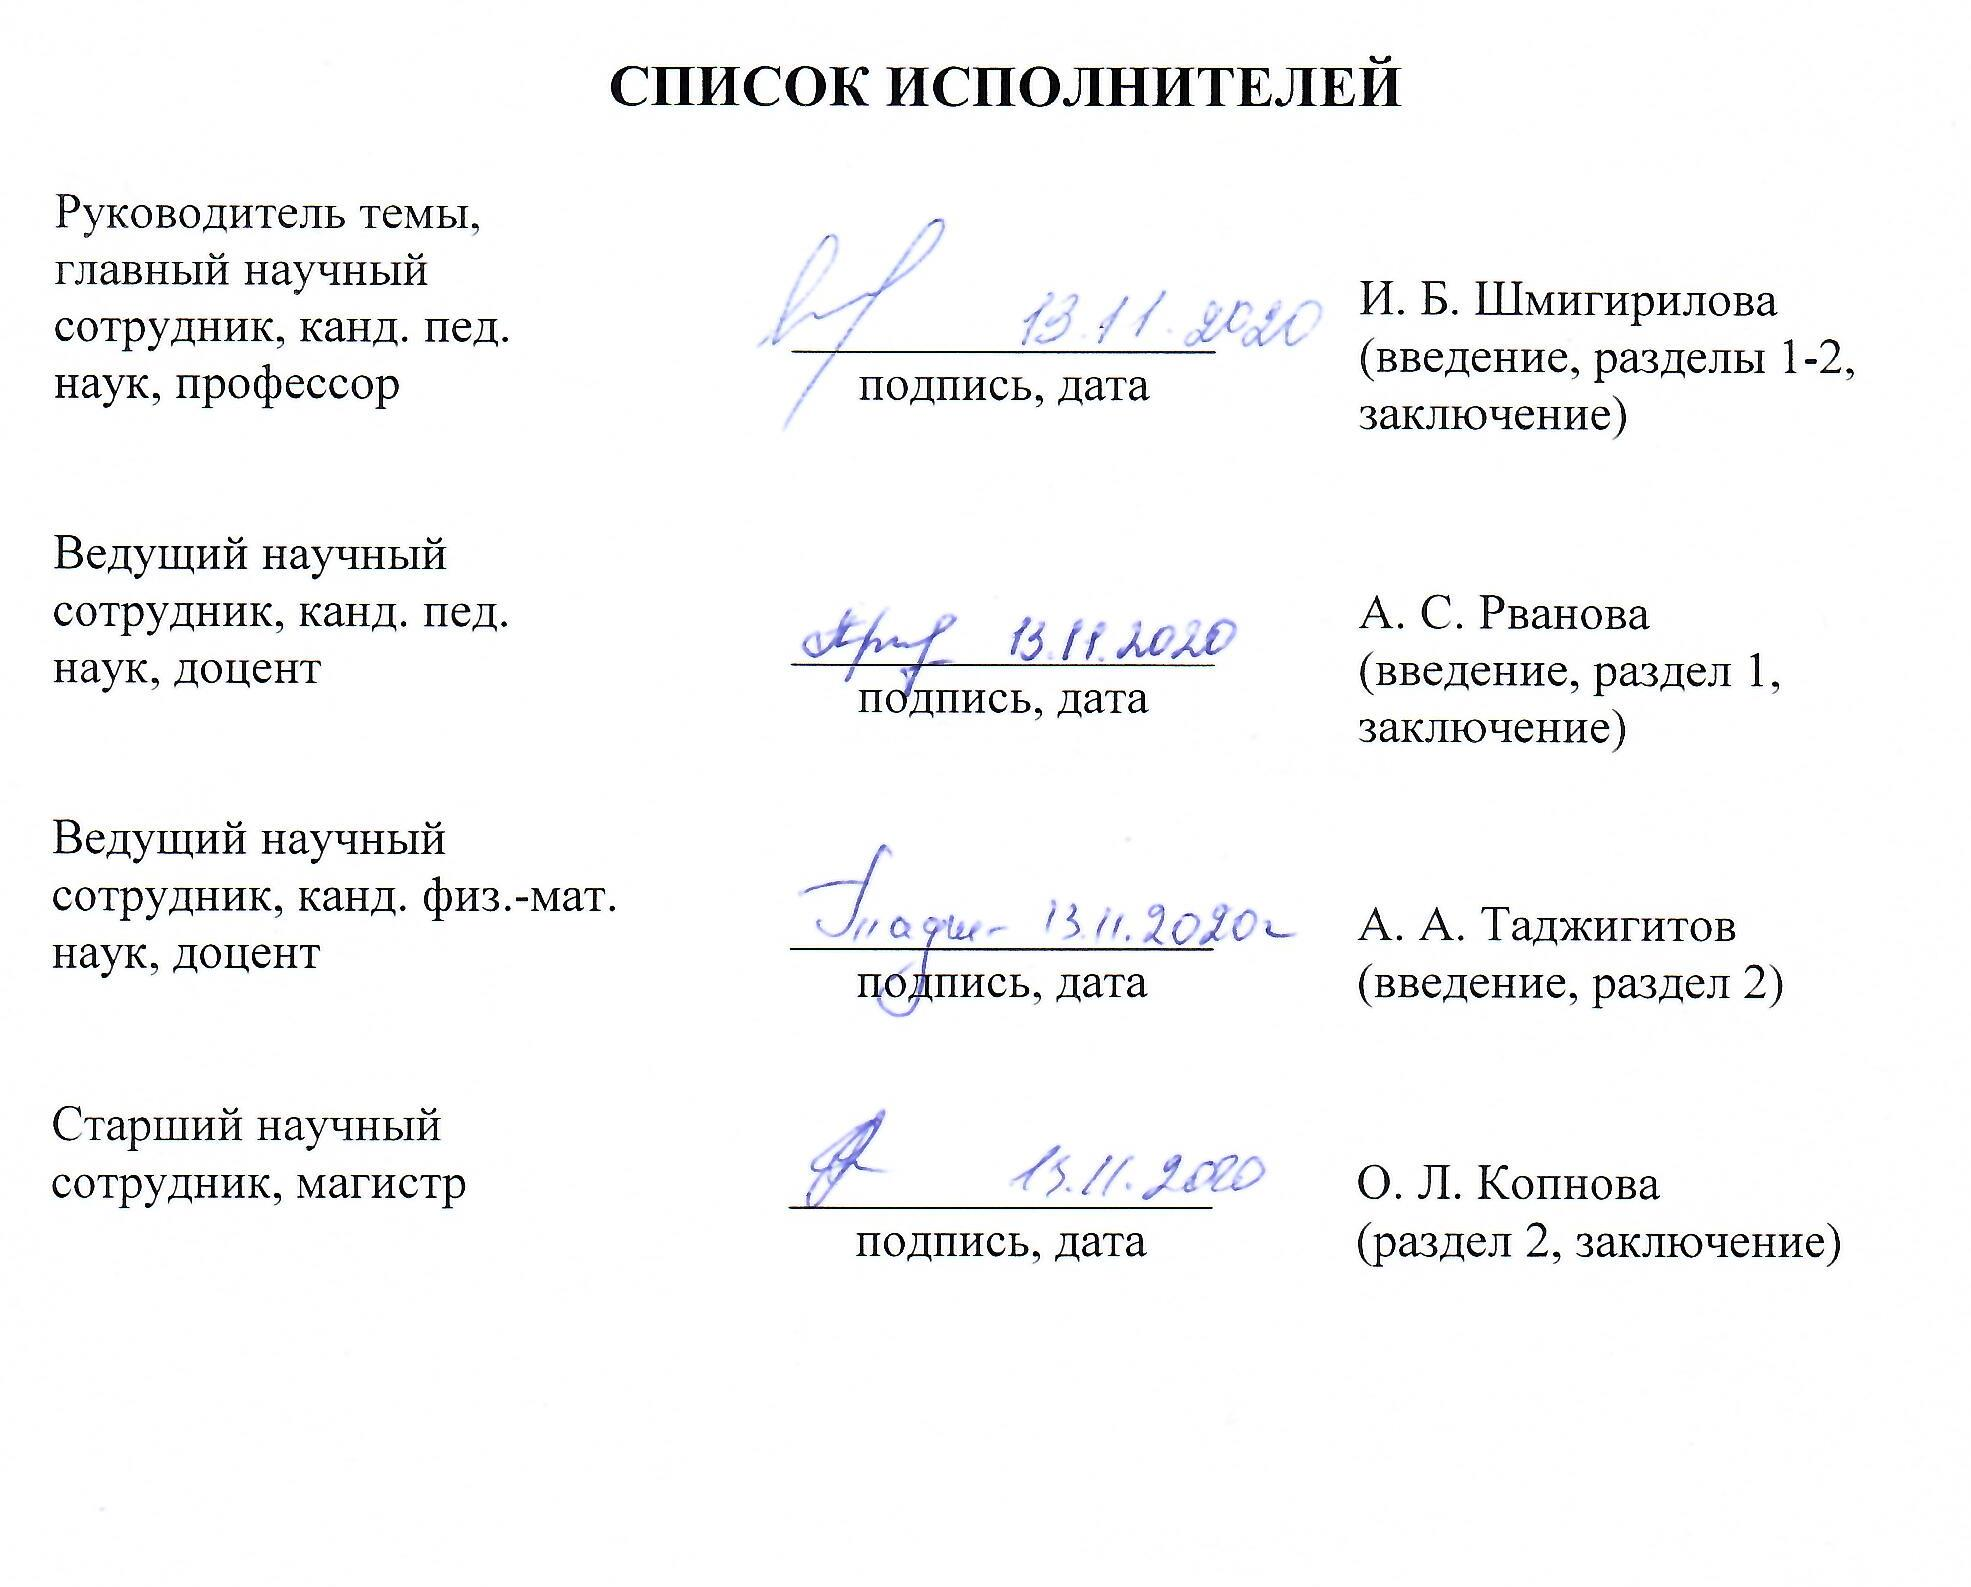 СПИСОК ИСПОЛНИТЕЛЕЙ
Руководитель темы,
главный научный
сотрудник, канд. пед.
наук, профессор
13.11.2020
подпись, дата
И. Б. Шмигирилова
(введение, разделы 1-2,
заключение)
Ведущий научный
сотрудник, канд. пед.
наук, доцент
13.11.2020
подпись, дата
А. С. Рванова
(введение, раздел 1,
заключение)
Ведущий научный
сотрудник, канд. физ.-мат.
наук, доцент
13.11.2020г
подпись, дата
А. А. Таджигитов
(введение, раздел 2)
Старший научный
сотрудник, магистр
13.11.2020
подпись, дата
О. Л. Копнова
(раздел 2, заключение)